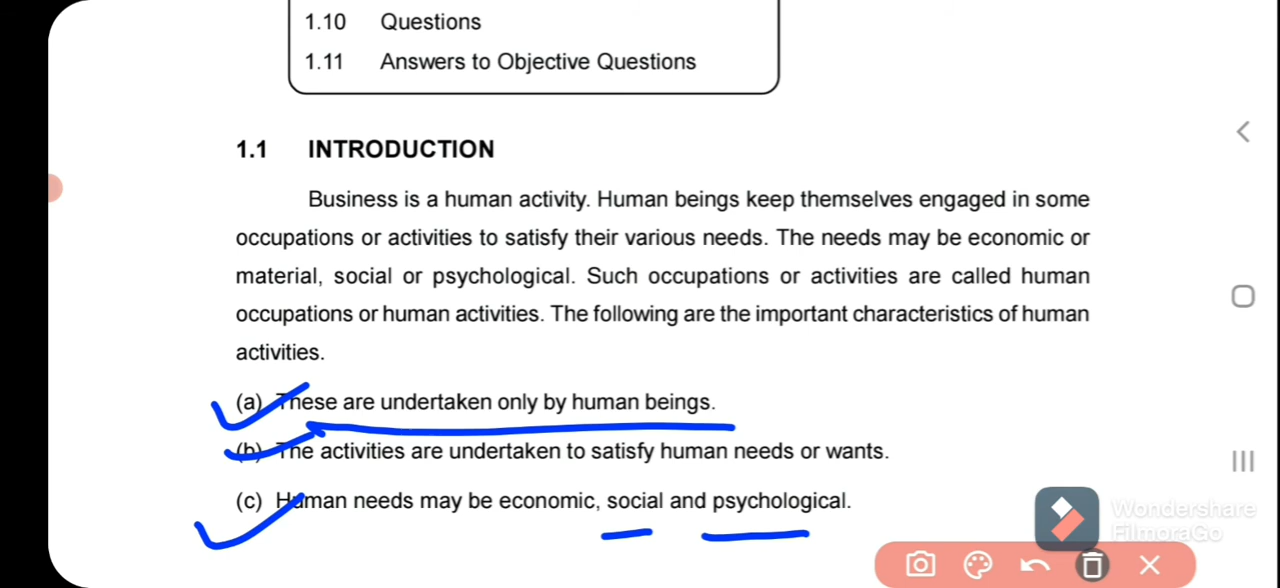 1.10 Questions
1.11 Answers to Objective Questions
1.1 INTRODUCTION
Business is a human activity. Human beings keep themselves engaged in some
occupations or activities to satisfy their various needs. The needs may be economic or
material, social or psychological. Such occupations or activities are called human
occupations or human activities. The following are the important characteristics of human
activities.
(a) These are undertaken only by human beings.
(b) The activities are undertaken to satisfy human needs or wants.
(c) Human needs may be economic, social and psychological.
Wondershare
FilmoraGo